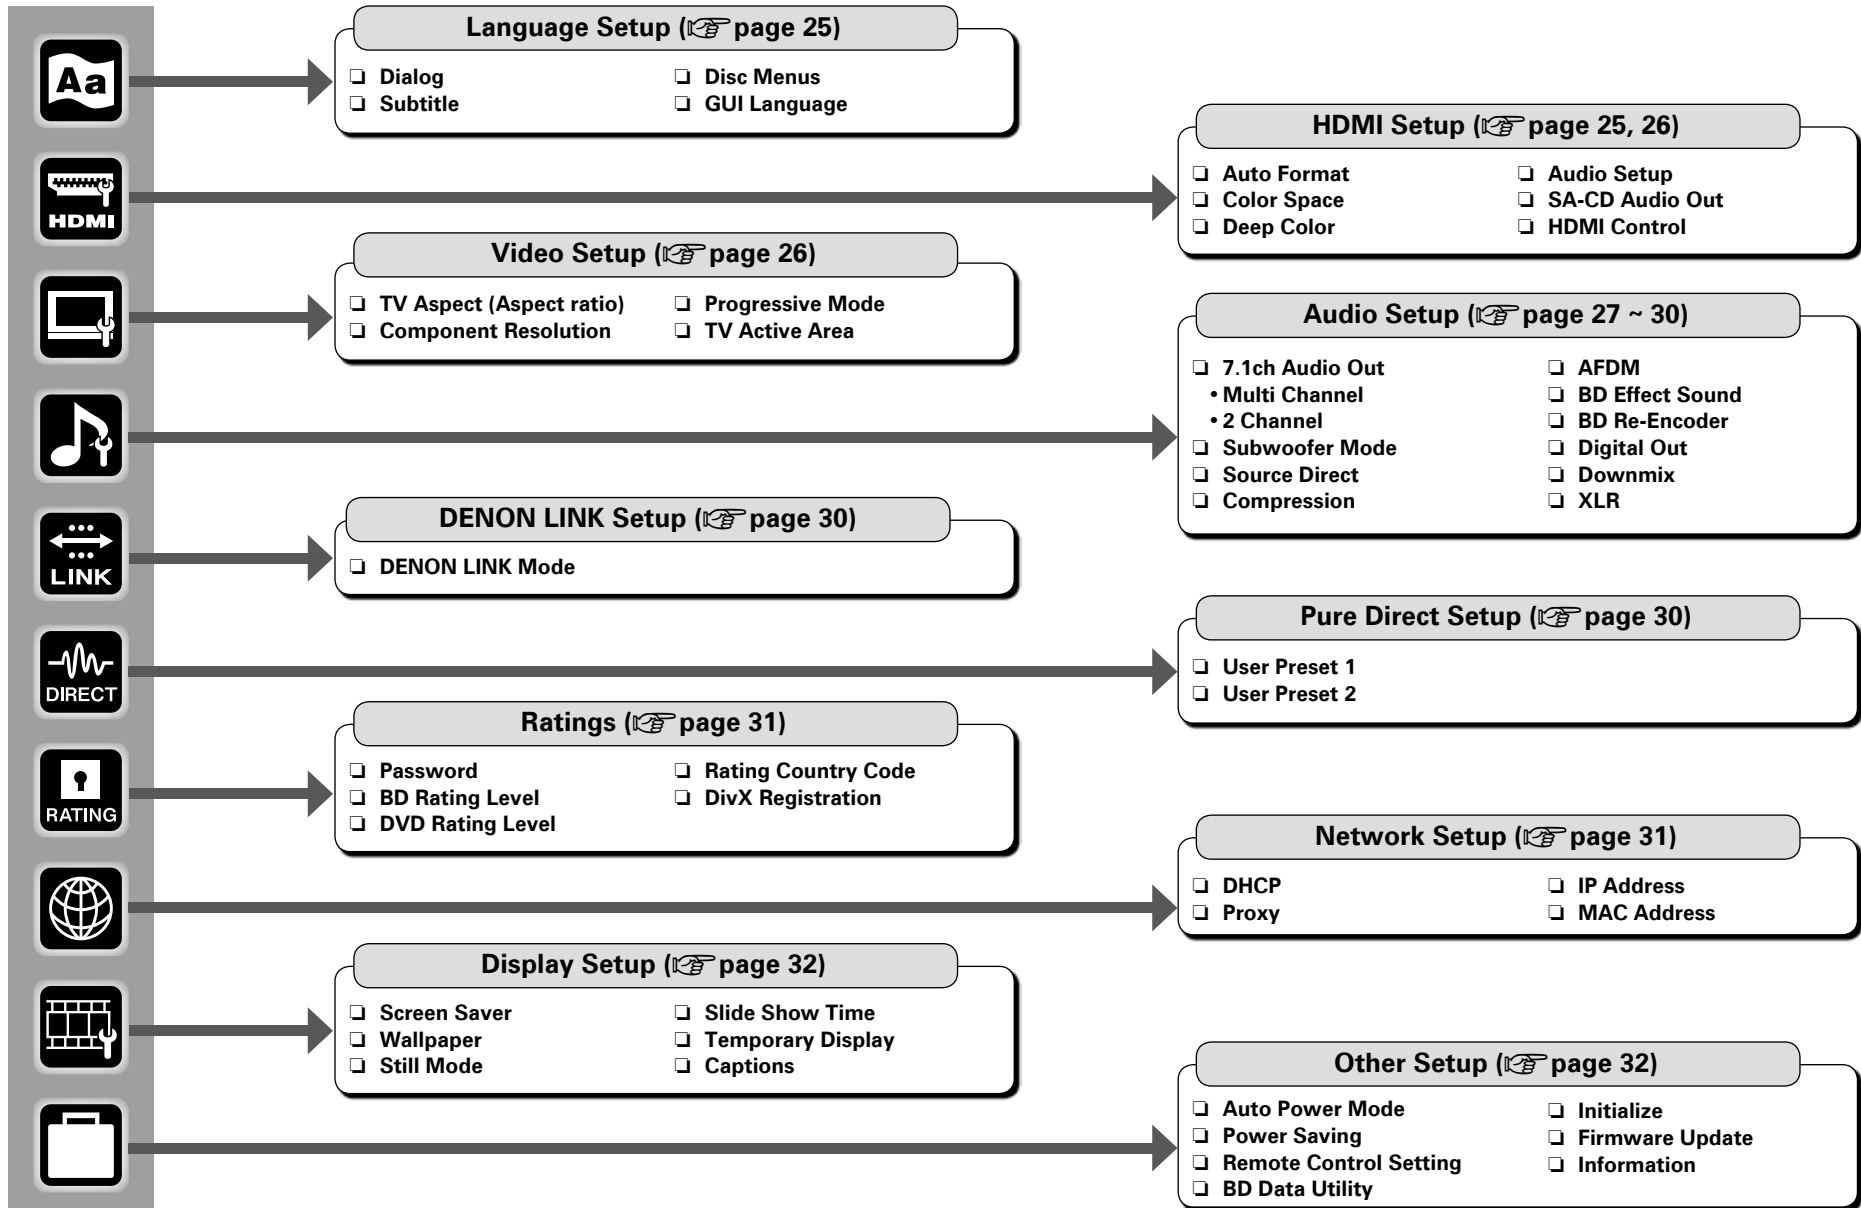 Aa
Language Setup (☞ page 25)
❏ Dialog
❏ Subtitle
❏ Disc Menus
❏ GUI Language
HDMI
HDMI Setup (☞ page 25, 26)
❏ Auto Format
❏ Color Space
❏ Deep Color
❏ Audio Setup
❏ SA-CD Audio Out
❏ HDMI Control
Video Setup (☞ page 26)
❏ TV Aspect (Aspect ratio)
❏ Component Resolution
❏ Progressive Mode
❏ TV Active Area
Audio Setup (☞ page 27 ~ 30)
❏ 7.1ch Audio Out
• Multi Channel
• 2 Channel
❏ Subwoofer Mode
❏ Source Direct
❏ Compression
❏ AFDM
❏ BD Effect Sound
❏ BD Re-Encoder
❏ Digital Out
❏ Downmix
❏ XLR
LINK
DENON LINK Setup (☞ page 30)
❏ DENON LINK Mode
DIRECT
Pure Direct Setup (☞ page 30)
❏ User Preset 1
❏ User Preset 2
RATING
Ratings (☞ page 31)
❏ Password
❏ BD Rating Level
❏ DVD Rating Level
❏ Rating Country Code
❏ DivX Registration
Network Setup (☞ page 31)
❏ DHCP
❏ Proxy
❏ IP Address
❏ MAC Address
Display Setup (☞ page 32)
❏ Screen Saver
❏ Wallpaper
❏ Still Mode
❏ Slide Show Time
❏ Temporary Display
❏ Captions
Other Setup (☞ page 32)
❏ Auto Power Mode
❏ Power Saving
❏ Remote Control Setting
❏ BD Data Utility
❏ Initialize
❏ Firmware Update
❏ Information